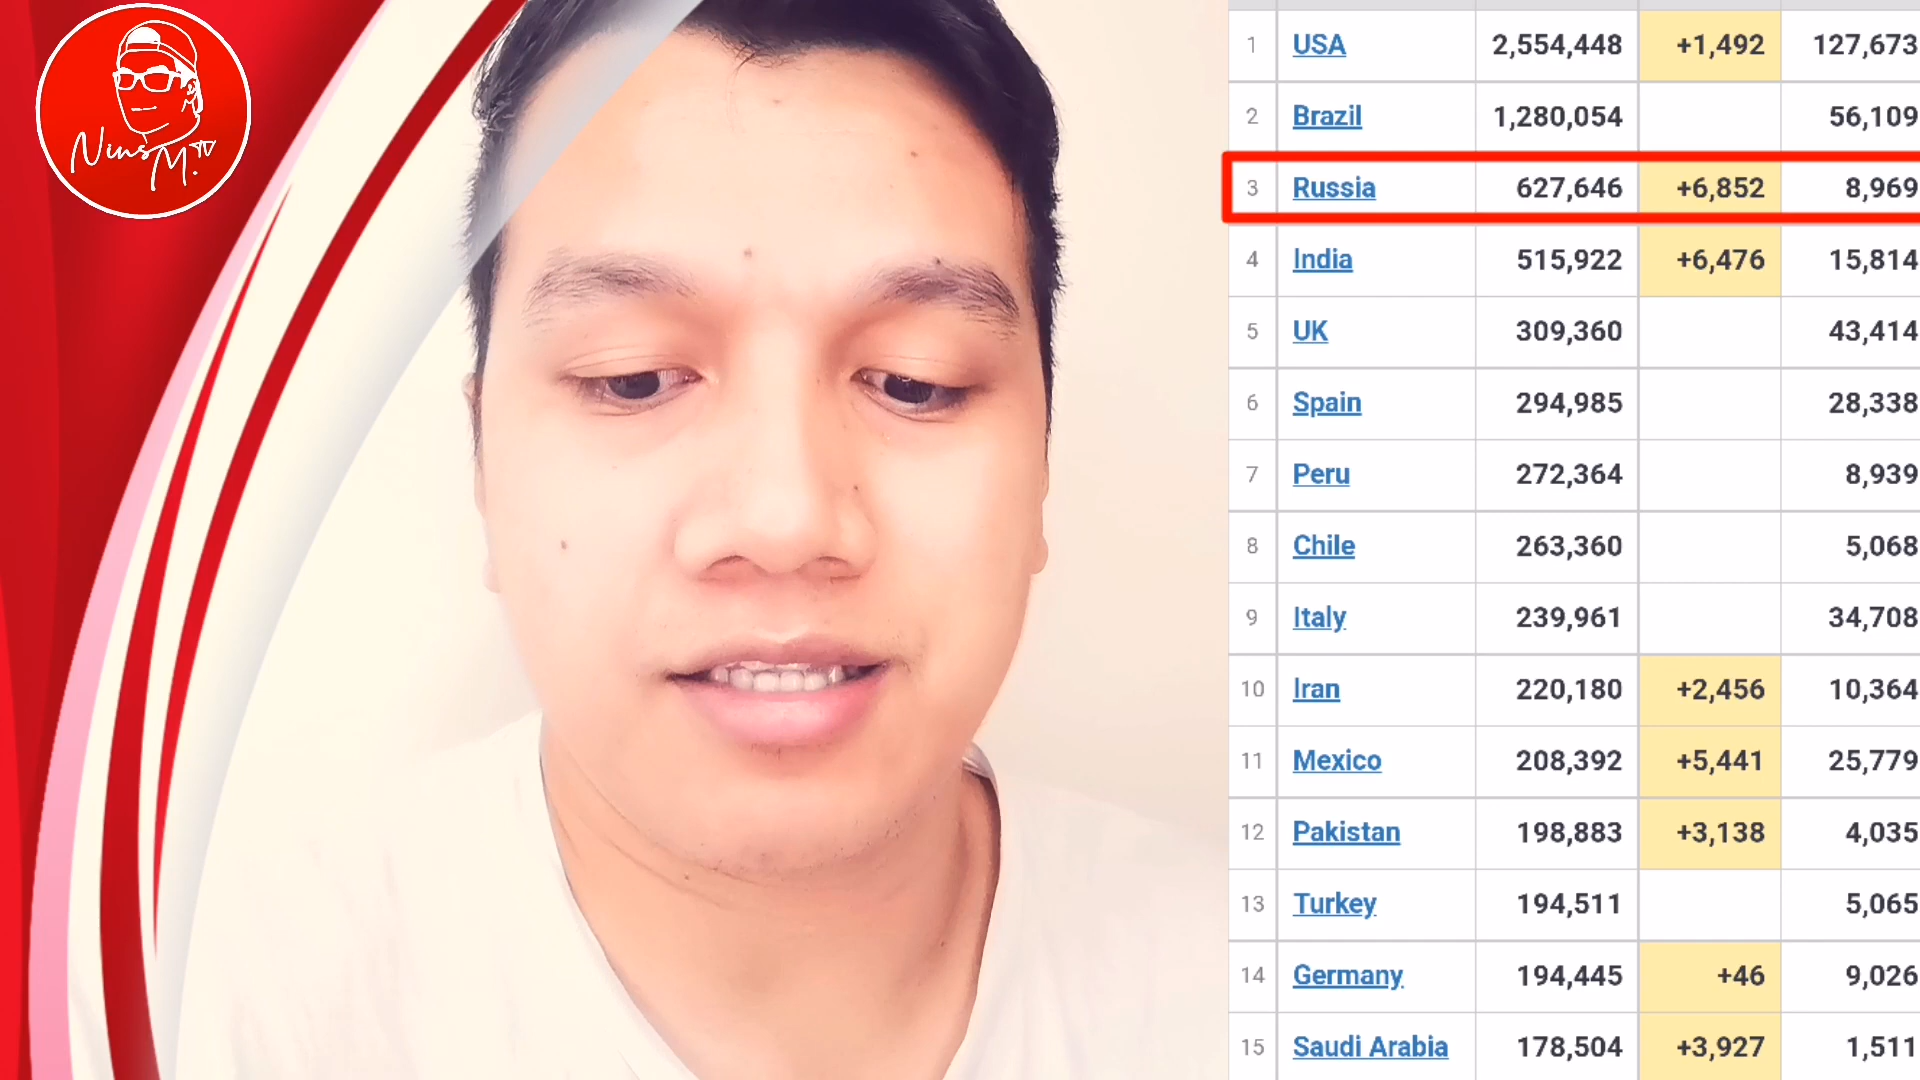 Nins
M.TV
1 USA 2,554,448 +1,492 127,673
2 Brazil 1,280,054 56,109
3 Russia 627,646 +6,852 8,969
4 India 515,922 +6,476 15,814
5 UK 309,360 43,414
6 Spain 294,985 28,338
7 Peru 272,364 8,939
8 Chile 263,360 5,068
9 Italy 239,961 34,708
10 Iran 220,180 +2,456 10,364
11 Mexico 208,392 +5,441 25,779
12 Pakistan 198,883 +3,138 4,035
13 Turkey 194,511 5,065
14 Germany 194,445 +46 9,026
15 Saudi Arabia 178,504 +3,927 1,511